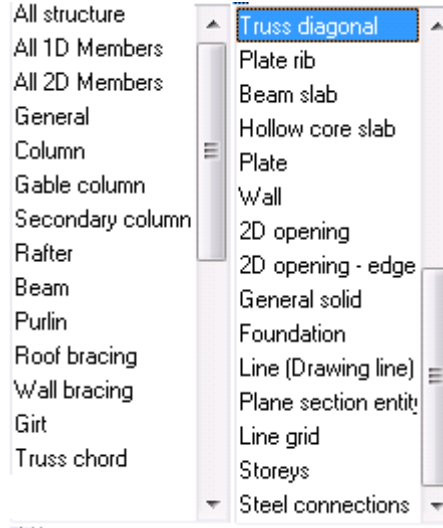 All structure
All 1D Members
All 2D Members
General
Column
Gable column
Secondary column
Rafter
Beam
Purlin
Roof bracing
Wall bracing
Girt
Truss chord
Truss diagonal
Plate rib
Beam slab
Hollow core slab
Plate
Wall
2D opening
2D opening - edge
General solid
Foundation
Line (Drawing line)
Plane section entity
Line grid
Storeys
Steel connections